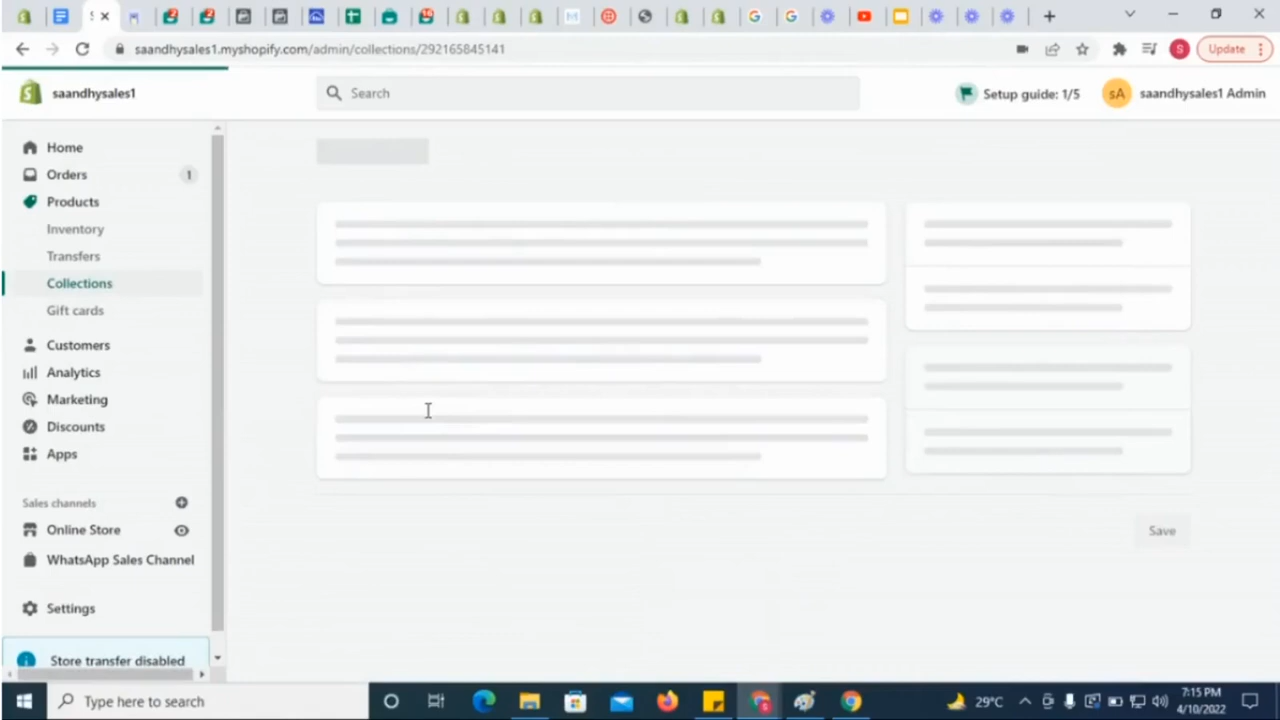 saandhysales1.myshopify.com/admin/collections/292165845141
S
Update
saandhysales1
Search
Setup guide: 1/5
sA
saandhysales1 Admin
Home
Orders
1
Products
Inventory
Transfers
Collections
Gift cards
Customers
Analytics
Marketing
Discounts
Apps
Sales channels
Online Store
WhatsApp Sales Channel
Settings
Store transfer disabled
Save
Type here to search
29°C
7:15 PM
4/10/2022